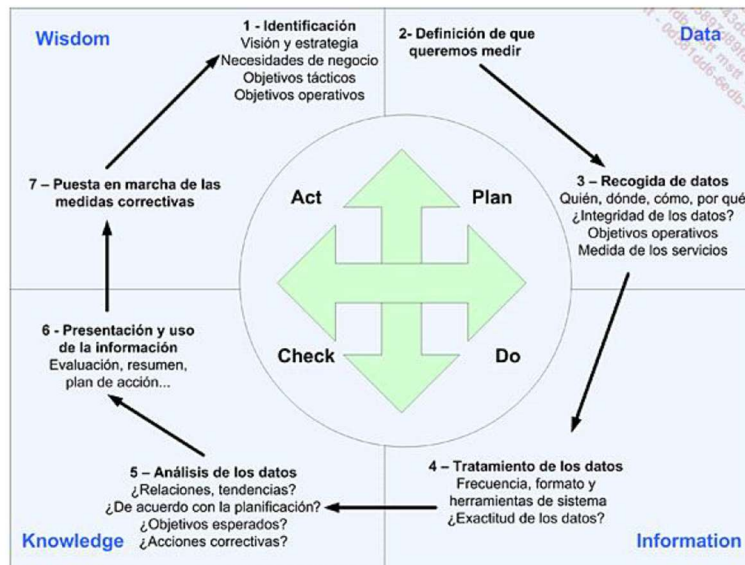 Wisdom
1 - Identificación
Visión y estrategia
Necesidades de negocio
Objetivos tácticos
Objetivos operativos
2- Definición de que
queremos medir
Data
3 – Recogida de datos
Quién, dónde, cómo, por qué
¿Integridad de los datos?
Objetivos operativos
Medida de los servicios
7 – Puesta en marcha de las
medidas correctivas
Act
Plan
Check
Do
6 - Presentación y uso
de la información
Evaluación, resumen,
plan de acción...
5 – Análisis de los datos
¿Relaciones, tendencias?
¿De acuerdo con la planificación?
¿Objetivos esperados?
¿Acciones correctivas?
Knowledge
4 – Tratamiento de los datos
Frecuencia, formato y
herramientas de sistema
¿Exactitud de los datos?
Information